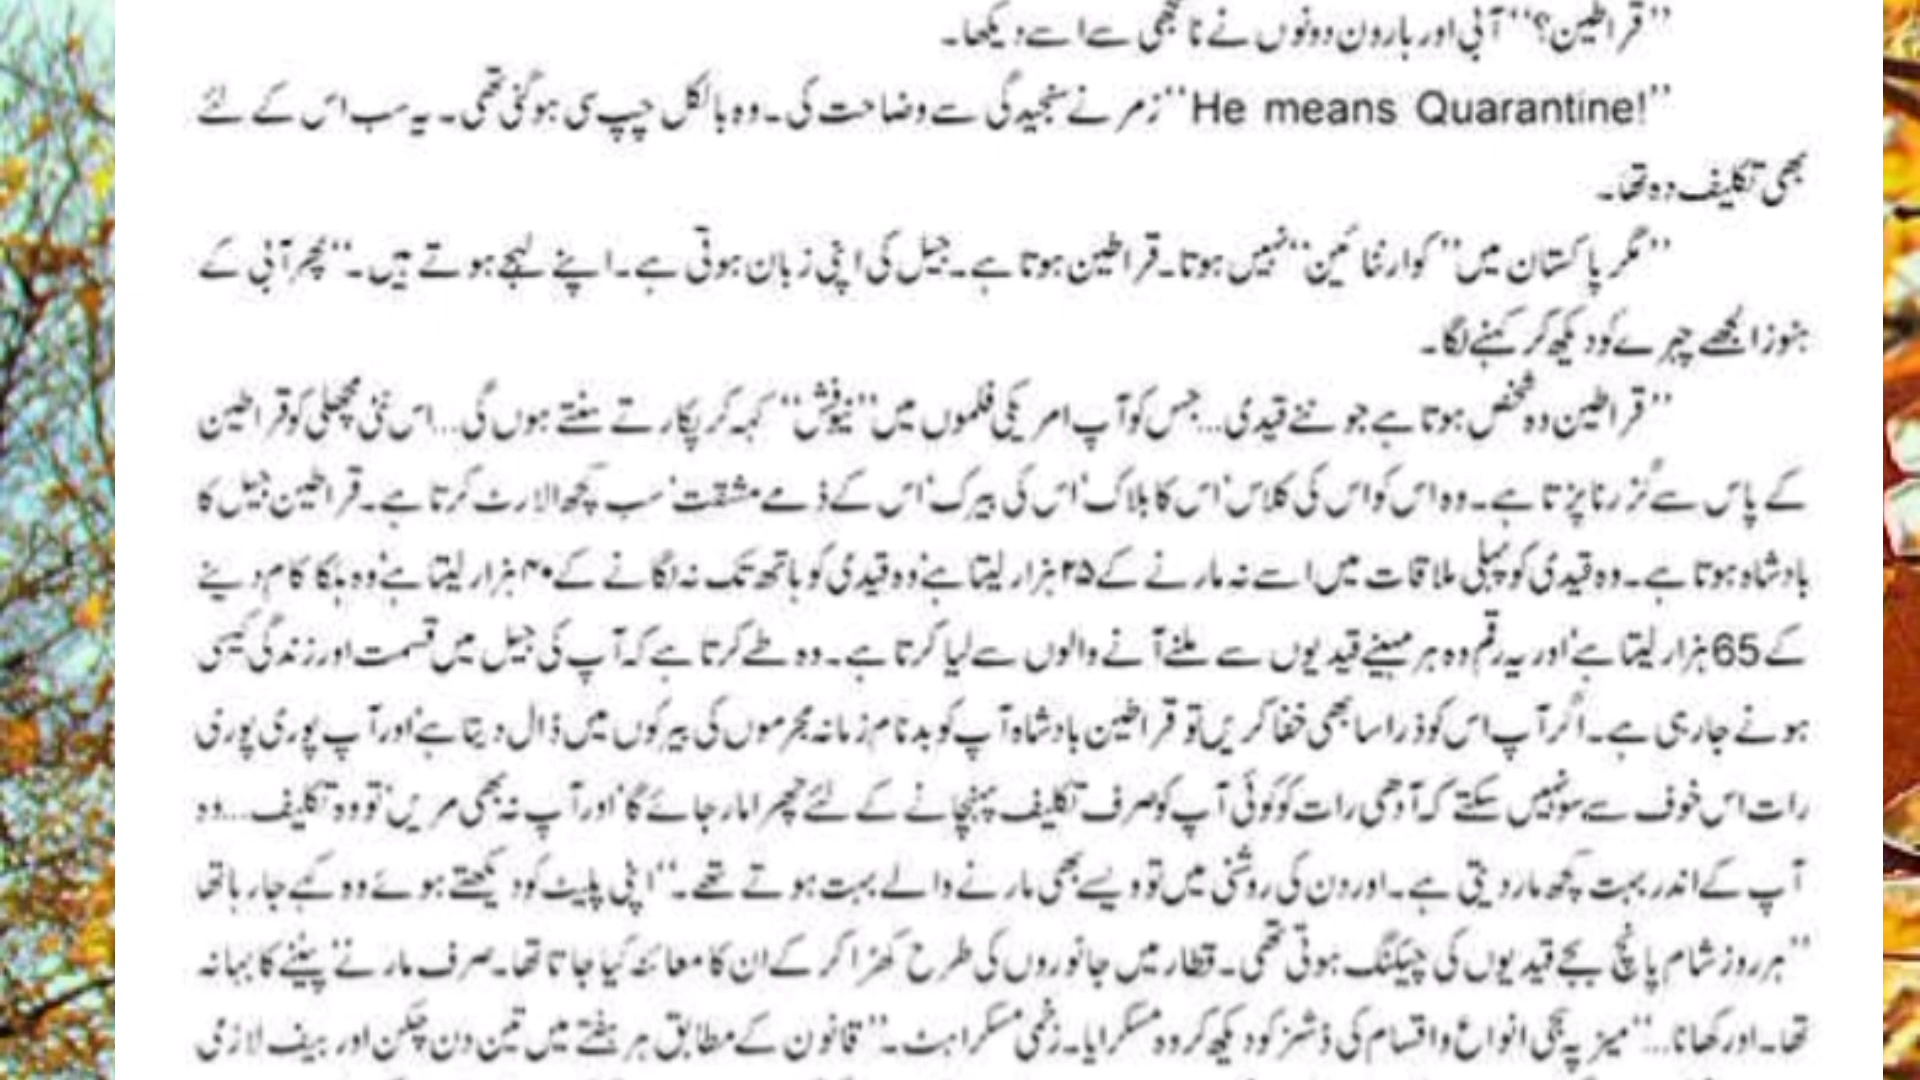 ”قراطین؟“ آبی اور ہارون دونوں نے ناسمجھی سے اسے دیکھا۔
”He means Quarantine!“ زمر نے سنجیدگی سے وضاحت کی۔ وہ بالکل چپ سی ہو گئی تھی۔ یہ سب اس کے لئے
بھی تکلیف دہ تھا۔
”مگر پاکستان میں ”کوارنٹائین“ نہیں ہوتا۔ قراطین ہوتا ہے۔ جیل کی اپنی زبان ہوتی ہے۔ اپنے لہجے ہوتے ہیں۔“ پھر آبی کے
ہنوز الجھے چہرے کو دیکھ کر کہنے لگا۔
”قراطین وہ شخص ہوتا ہے جو نئے قیدی... جس کو آپ امریکی فلموں میں ”نیو فِش“ کہہ کر پکارتے سنتے ہوں گی... اس نئی مچھلی کو قراطین
کے پاس سے گزرنا پڑتا ہے۔ وہ اس کو اس کی کلاس‘ اس کا بلاک‘ اس کی بیرک‘ اس کے ذمے مشقت‘ سب کچھ الاٹ کرتا ہے۔ قراطین جیل کا
بادشاہ ہوتا ہے۔ وہ قیدی کو پہلی ملاقات میں اسے نہ مارنے کے ۲۵ ہزار لیتا ہے‘ وہ قیدی کو ہاتھ تک نہ لگانے کے ۴۰ ہزار لیتا ہے‘ وہ ہلکا کام دینے
کے 65 ہزار لیتا ہے‘ اور یہ رقم وہ ہر مہینے قیدیوں سے ملنے آنے والوں سے لیا کرتا ہے۔ وہ طے کرتا ہے کہ آپ کی جیل میں قسمت اور زندگی کیسی
ہونے جا رہی ہے۔ اگر آپ اس کو ذرا سا بھی خفا کریں تو قراطین بادشاہ آپ کو بدنام زمانہ مجرموں کی بیرکوں میں ڈال دیتا ہے‘ اور آپ پوری پوری
رات اس خوف سے سو نہیں سکتے کہ آدھی رات کو کوئی آپ کو صرف تکلیف پہنچانے کے لئے چھرا مار جائے گا‘ اور آپ نہ بھی مریں‘ تو وہ تکلیف... وہ
آپ کے اندر بہت کچھ مار دیتی ہے۔ اور دن کی روشنی میں تو ویسے بھی مارنے والے بہت ہوتے تھے۔“ اپنی پلیٹ کو دیکھتے ہوئے وہ کہے جا رہا تھا
”ہر روز شام پانچ بجے قیدیوں کی چیکنگ ہوتی تھی۔ قطار میں جانوروں کی طرح کھڑا کر کے ان کا معائنہ کیا جاتا تھا۔ صرف مارنے‘ پیٹنے کا بہانہ
تھا۔ اور کھانا...“ میز پہ سجی انواع و اقسام کی ڈشز کو دیکھ کر وہ مسکرایا۔ زخمی مسکراہٹ۔ ”قانون کے مطابق ہر ہفتے میں تین دن چکن اور بیف لازمی